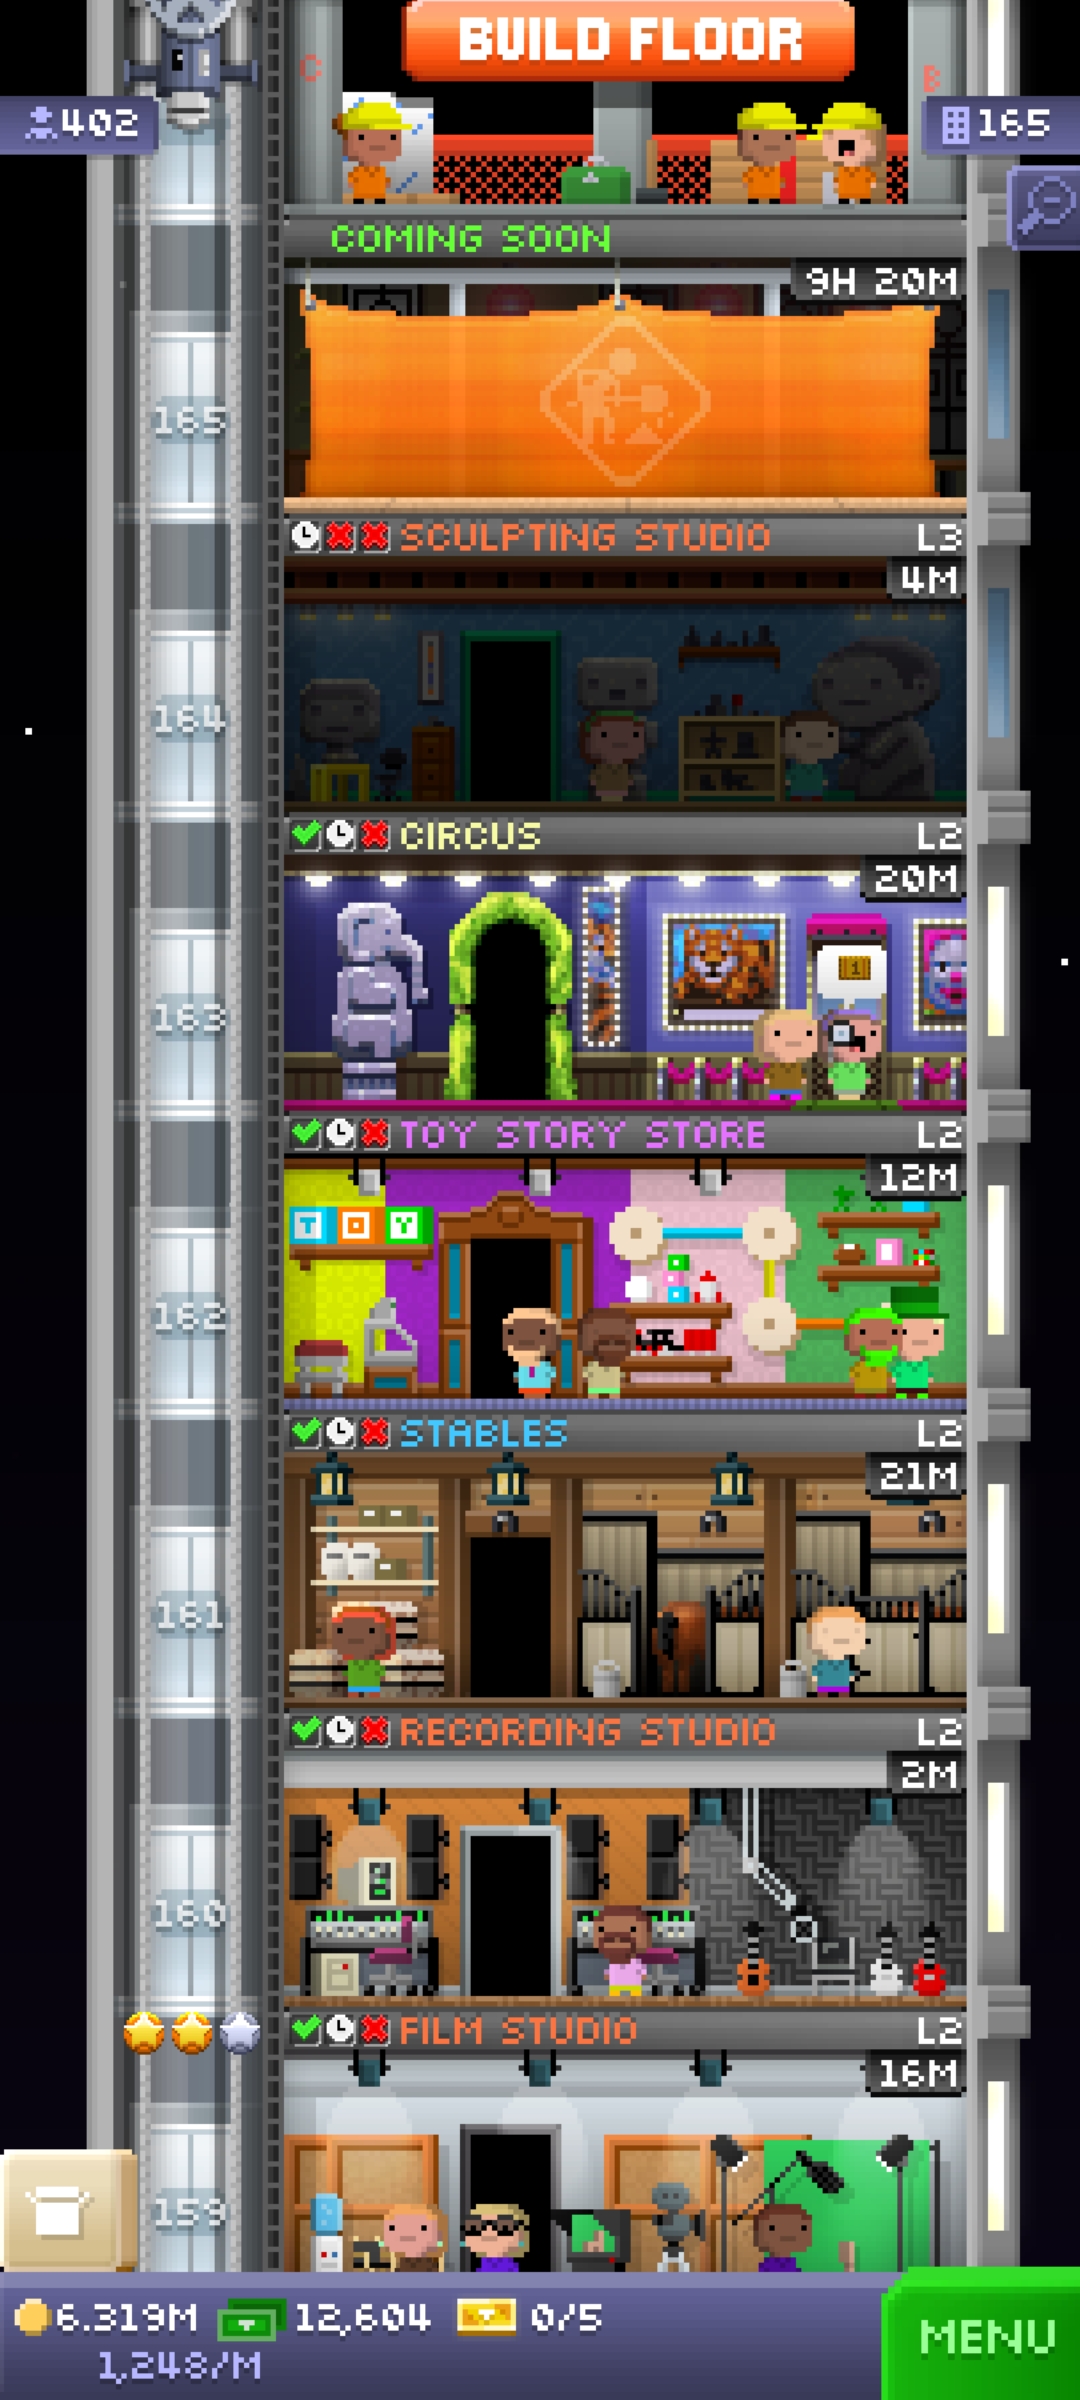 BUILD FLOOR
C
B
402
165
COMING SOON
9H 20M
165
SCULPTING STUDIO L3
4M
164
CIRCUS L2
20M
1
163
TOY STORY STORE L2
12M
T O Y
162
STABLES L2
21M
161
RECORDING STUDIO L2
2M
160
FILM STUDIO L2
16M
159
6.319M 12,604 0/5
1,248/M
MENU